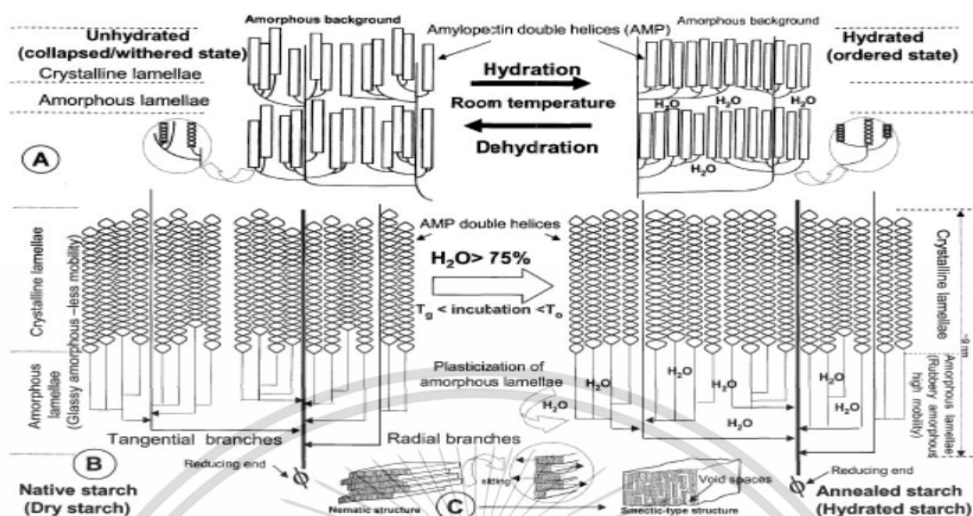 Amorphous background
Unhydrated
(collapsed/withered state)
Crystalline lamellae
Amorphous lamellae
Amylopectin double helices (AMP)
Hydration
Room temperature
Dehydration
Amorphous background
Hydrated
(ordered state)
H₂O
H₂O
H₂O
H₂O
A
Crystalline lamellae
Amorphous lamellae
(Glassy amorphous –less mobility)
AMP double helices
H₂O> 75%
Tg < incubation <To
Plasticization of
amorphous lamellae
H₂O
Tangential branches
Radial branches
H₂O
H₂O
H₂O
H₂O
H₂O
H₂O
Crystalline lamellae
~9 nm
Amorphous lamellae
(Rubbery amorphous
high mobility)
B
Reducing end
Native starch
(Dry starch)
Nematic structure
sliding
C
Void spaces
Smectic-type structure
Reducing end
Annealed starch
(Hydrated starch)